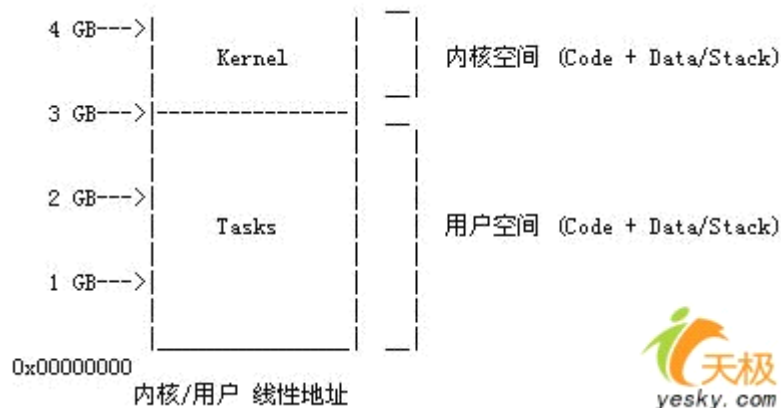 4 GB--->
Kernel
内核空间 (Code + Data/Stack)
3 GB--->
2 GB--->
Tasks
用户空间 (Code + Data/Stack)
1 GB--->
0x00000000
内核/用户 线性地址
天极
yesky.com